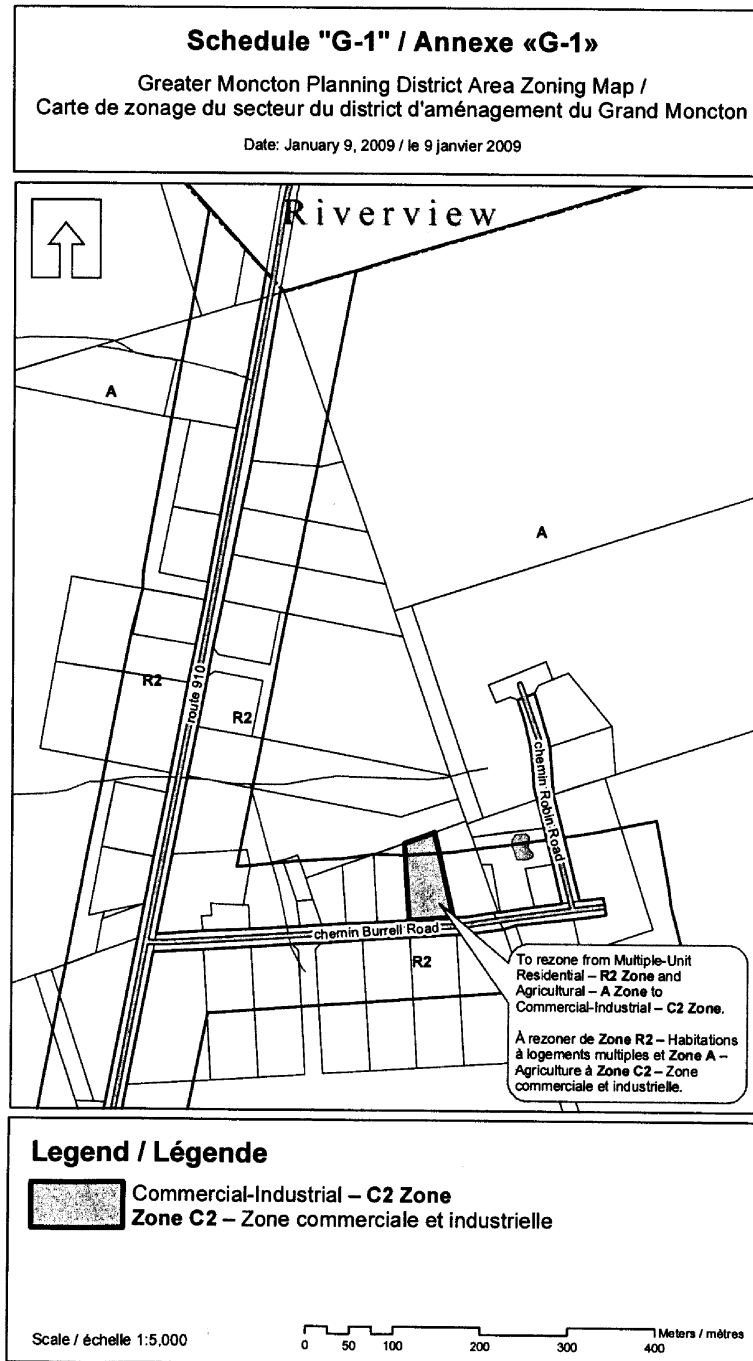 Schedule "G-1" / Annexe «G-1»
Greater Moncton Planning District Area Zoning Map /
Carte de zonage du secteur du district d'aménagement du Grand Moncton
Date: January 9, 2009 / le 9 janvier 2009
Riverview
A
A
R2
route 910
R2
chemin Robin Road
chemin Burrell Road
R2
To rezone from Multiple-Unit
Residential – R2 Zone and
Agricultural – A Zone to
Commercial-Industrial – C2 Zone.
À rezoner de Zone R2 – Habitations
à logements multiples et Zone A –
Agriculture à Zone C2 – Zone
commerciale et industrielle.
Legend / Légende
Commercial-Industrial – C2 Zone
Zone C2 – Zone commerciale et industrielle
Scale / échelle 1:5,000
Meters / mètres
0 50 100 200 300 400